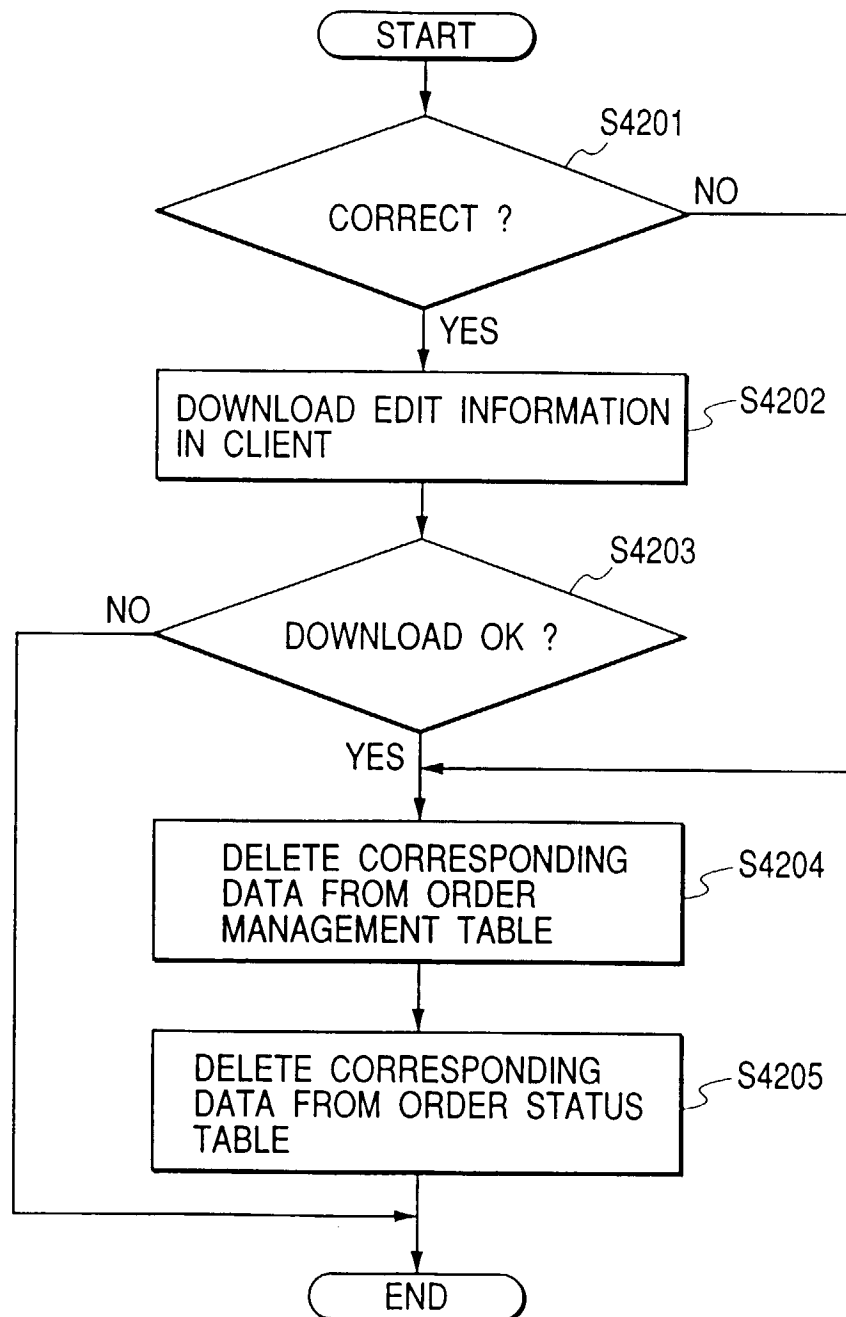 START
S4201
CORRECT ?
NO
YES
DOWNLOAD EDIT INFORMATION
IN CLIENT
S4202
S4203
NO
DOWNLOAD OK ?
YES
DELETE CORRESPONDING
DATA FROM ORDER
MANAGEMENT TABLE
S4204
DELETE CORRESPONDING
DATA FROM ORDER STATUS
TABLE
S4205
END